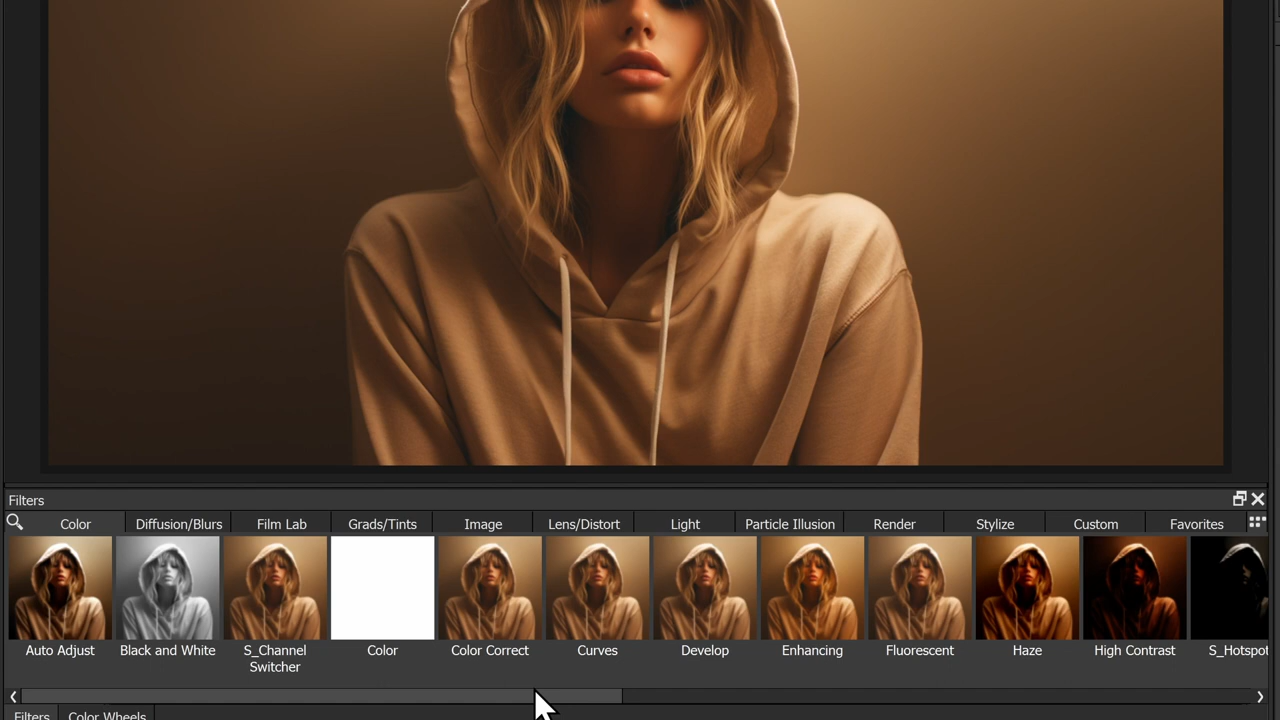 Filters
Color
Diffusion/Blurs
Film Lab
Grads/Tints
Image
Lens/Distort
Light
Particle Illusion
Render
Stylize
Custom
Favorites
Auto Adjust
Black and White
S_Channel
Switcher
Color
Color Correct
Curves
Develop
Enhancing
Fluorescent
Haze
High Contrast
S_Hotspot
Filters
Color Wheels